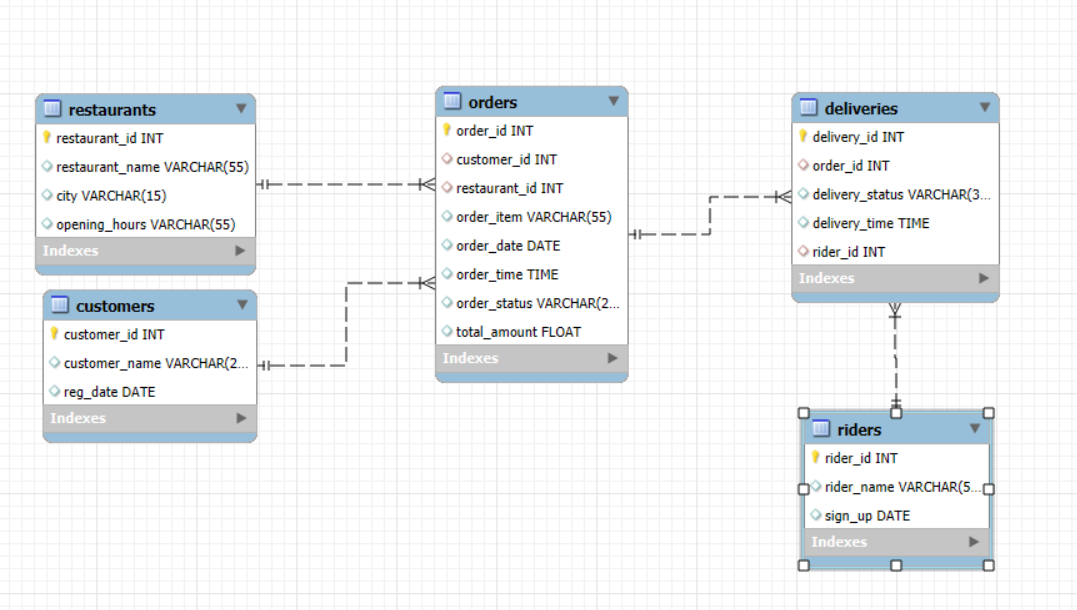 restaurants
restaurant_id INT
restaurant_name VARCHAR(55)
city VARCHAR(15)
opening_hours VARCHAR(55)
Indexes
customers
customer_id INT
customer_name VARCHAR(2...
reg_date DATE
Indexes
orders
order_id INT
customer_id INT
restaurant_id INT
order_item VARCHAR(55)
order_date DATE
order_time TIME
order_status VARCHAR(2...
total_amount FLOAT
Indexes
deliveries
delivery_id INT
order_id INT
delivery_status VARCHAR(3...
delivery_time TIME
rider_id INT
Indexes
riders
rider_id INT
rider_name VARCHAR(5...
sign_up DATE
Indexes